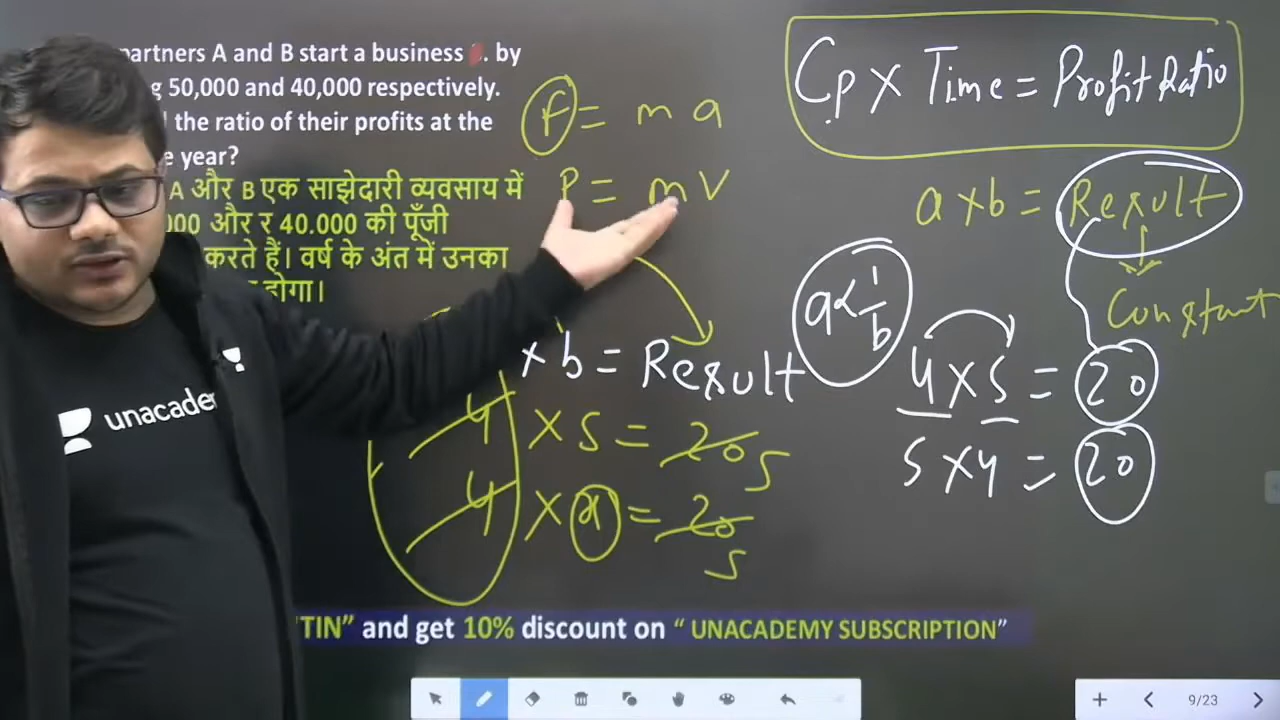 partners A and B start a business . by
g 50,000 and 40,000 respectively.
the ratio of their profits at the
e year?
A और B एक साझेदारी व्यवसाय में
000 और र 40.000 की पूँजी
करते हैं। वर्ष के अंत में उनका
होगा।
F = m a
P = m V
Cp x Time = Profit Ratio
a x b = Result
Constant
a ∝ 1/b
x b = Result
4 x 5 = 20
5 x 4 = 20
4 x 5 = 20 5
4 x = 20
5
unacade
TIN” and get 10% discount on “ UNACADEMY SUBSCRIPTION”
9/23